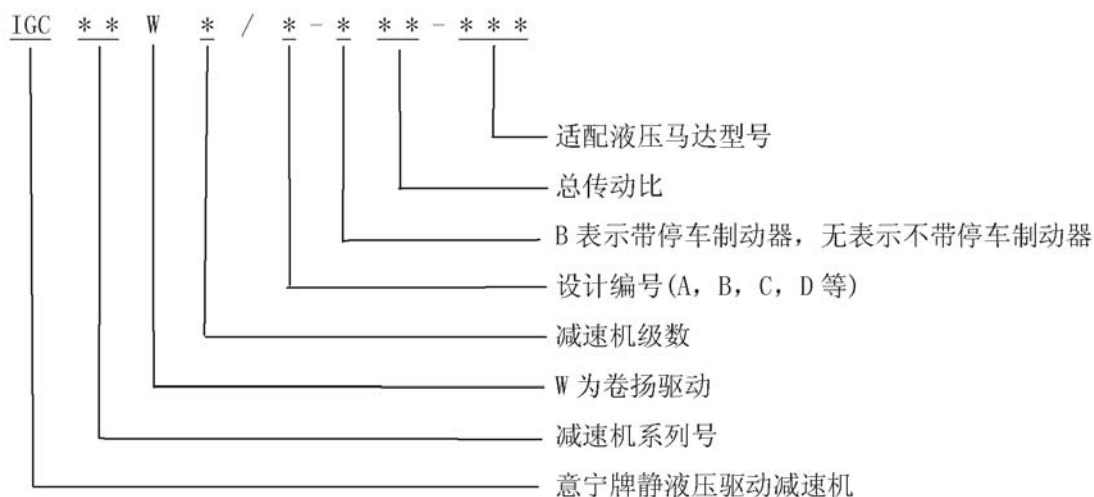 IGC ** W * / * - * ** - ***
适配液压马达型号
总传动比
B 表示带停车制动器，无表示不带停车制动器
设计编号(A，B，C，D 等)
减速机级数
W 为卷扬驱动
减速机系列号
意宁牌静液压驱动减速机